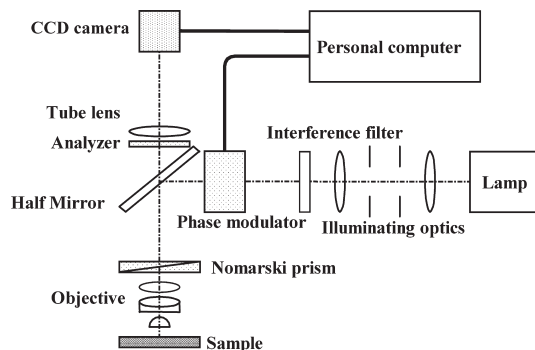 CCD camera
Personal computer
Tube lens
Analyzer
Interference filter
Half Mirror
Phase modulator
Illuminating optics
Lamp
Nomarski prism
Objective
Sample